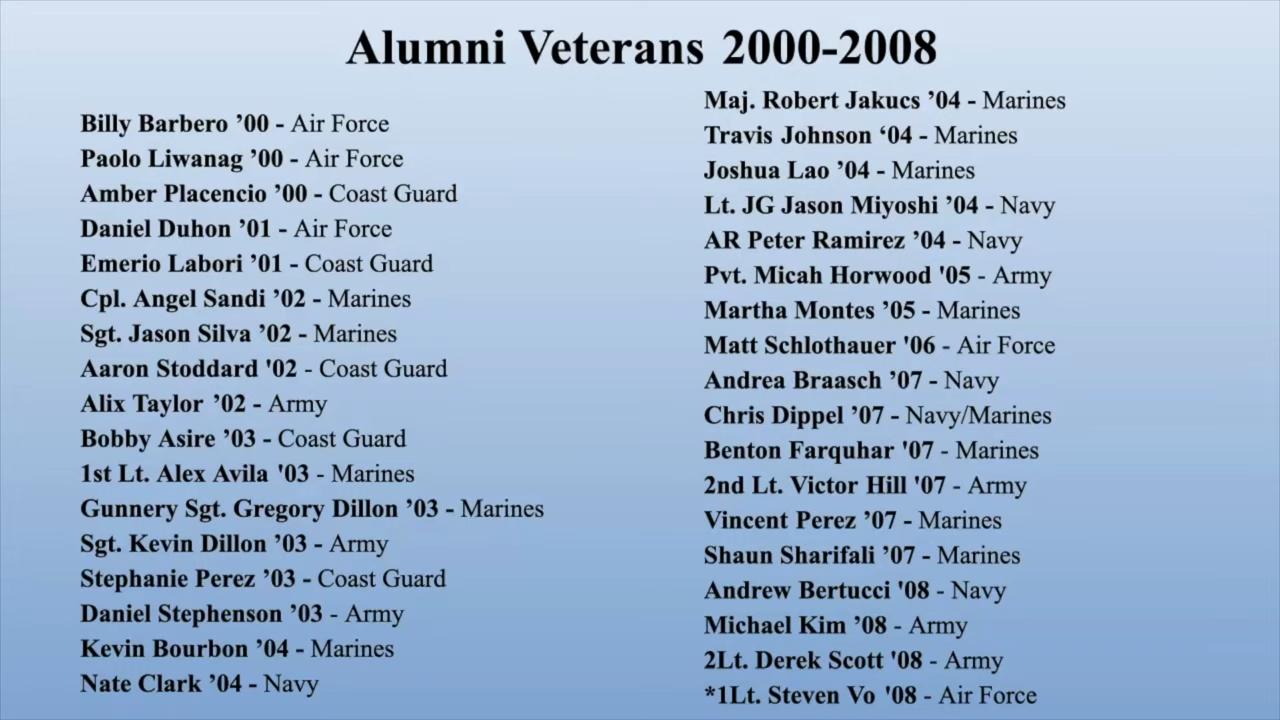 Alumni Veterans 2000-2008
Billy Barbero ’00 - Air Force
Paolo Liwanag ’00 - Air Force
Amber Placencio ’00 - Coast Guard
Daniel Duhon ’01 - Air Force
Emerio Labori ’01 - Coast Guard
Cpl. Angel Sandi ’02 - Marines
Sgt. Jason Silva ’02 - Marines
Aaron Stoddard '02 - Coast Guard
Alix Taylor ’02 - Army
Bobby Asire ’03 - Coast Guard
1st Lt. Alex Avila '03 - Marines
Gunnery Sgt. Gregory Dillon ’03 - Marines
Sgt. Kevin Dillon ’03 - Army
Stephanie Perez ’03 - Coast Guard
Daniel Stephenson ’03 - Army
Kevin Bourbon ’04 - Marines
Nate Clark ’04 - Navy
Maj. Robert Jakucs ’04 - Marines
Travis Johnson ‘04 - Marines
Joshua Lao ’04 - Marines
Lt. JG Jason Miyoshi ’04 - Navy
AR Peter Ramirez ’04 - Navy
Pvt. Micah Horwood '05 - Army
Martha Montes ’05 - Marines
Matt Schlothauer '06 - Air Force
Andrea Braasch ’07 - Navy
Chris Dippel ’07 - Navy/Marines
Benton Farquhar '07 - Marines
2nd Lt. Victor Hill '07 - Army
Vincent Perez ’07 - Marines
Shaun Sharifali ’07 - Marines
Andrew Bertucci '08 - Navy
Michael Kim ’08 - Army
2Lt. Derek Scott '08 - Army
*1Lt. Steven Vo '08 - Air Force